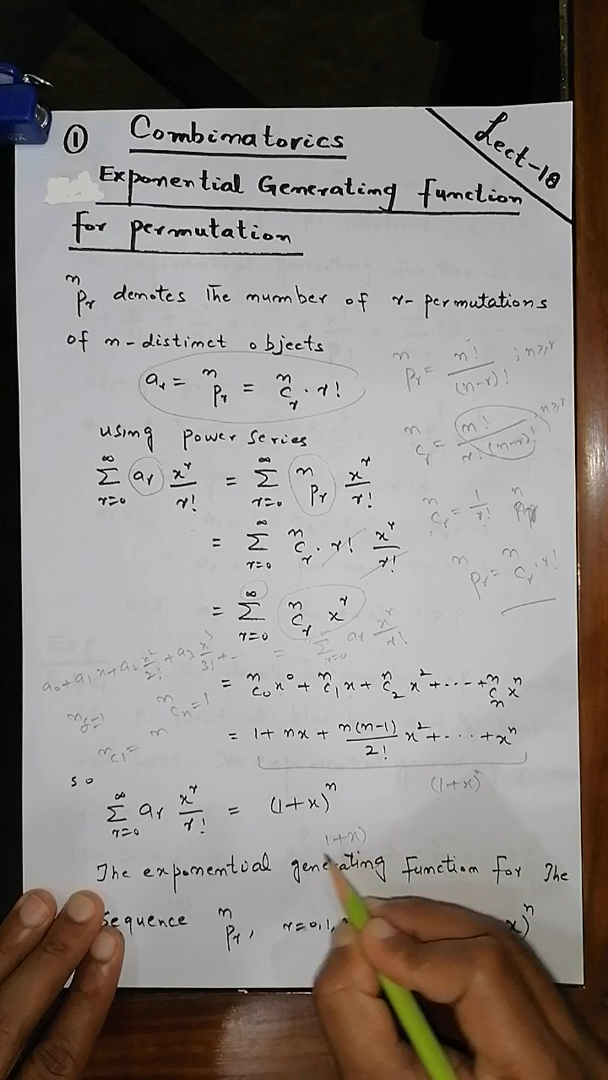 ① Combinatorics
Lect-18
Exponential Generating function
for permutation
ⁿPᵣ denotes The number of r-permutations
of n-distinct objects
aᵣ = ⁿPᵣ = ⁿCᵣ · r!
ⁿPᵣ = n!/(n-r)! ; n≥r
using power series
ⁿCᵣ = n!/r!(n-r)! , n≥r
∑_{r=0}^{∞} aᵣ xʳ/r! = ∑_{r=0}^{∞} ⁿPᵣ xʳ/r!
ⁿCᵣ = 1/r! ⁿPᵣ
= ∑_{r=0}^{∞} ⁿCᵣ · r! xʳ/r!
ⁿPᵣ = ⁿCᵣ · r!
= ∑_{r=0}^{∞} ⁿCᵣ xʳ
a₀+a₁x+a₂ x²/2! + a₃ x³/3! + ... = ∑_{r=0}^{∞} aᵣ xʳ/r!
= ⁿC₀x⁰ + ⁿC₁x + ⁿC₂x² + ---- + ⁿCₙxⁿ
ⁿCₙ=1
ⁿC₁= n
= 1 + nx + n(n-1)/2! x² + . . . + xⁿ
(1+x)ⁿ
so
∑_{r=0}^{∞} aᵣ xʳ/r! = (1+x)ⁿ
1+x)
The exponential generating function for The
Sequence ⁿPᵣ, r=0,1, x)ⁿ